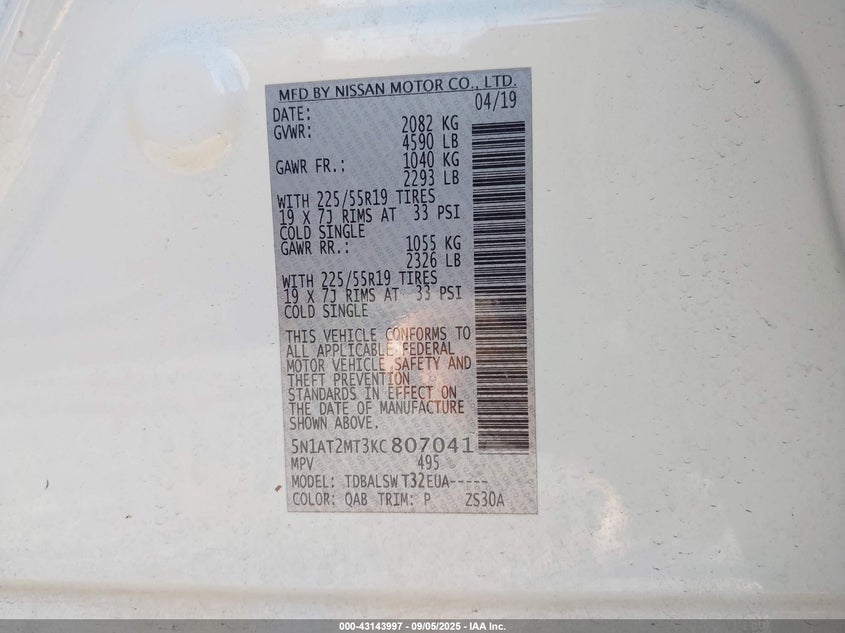 MFD BY NISSAN MOTOR CO., LTD.
DATE: 04/19
GVWR: 2082 KG
4590 LB
GAWR FR.: 1040 KG
2293 LB
WITH 225/55R19 TIRES
19 X 7J RIMS AT 33 PSI
COLD SINGLE
GAWR RR.: 1055 KG
2326 LB
WITH 225/55R19 TIRES
19 X 7J RIMS AT 33 PSI
COLD SINGLE
THIS VEHICLE CONFORMS TO
ALL APPLICABLE FEDERAL
MOTOR VEHICLE SAFETY AND
THEFT PREVENTION
STANDARDS IN EFFECT ON
THE DATE OF MANUFACTURE
SHOWN ABOVE.
5N1AT2MT3KC807041
MPV 495
MODEL: TDBALSWT32EUA-----
COLOR: QAB TRIM: P ZS30A
000-43143997 - 09/05/2025 - IAA Inc.